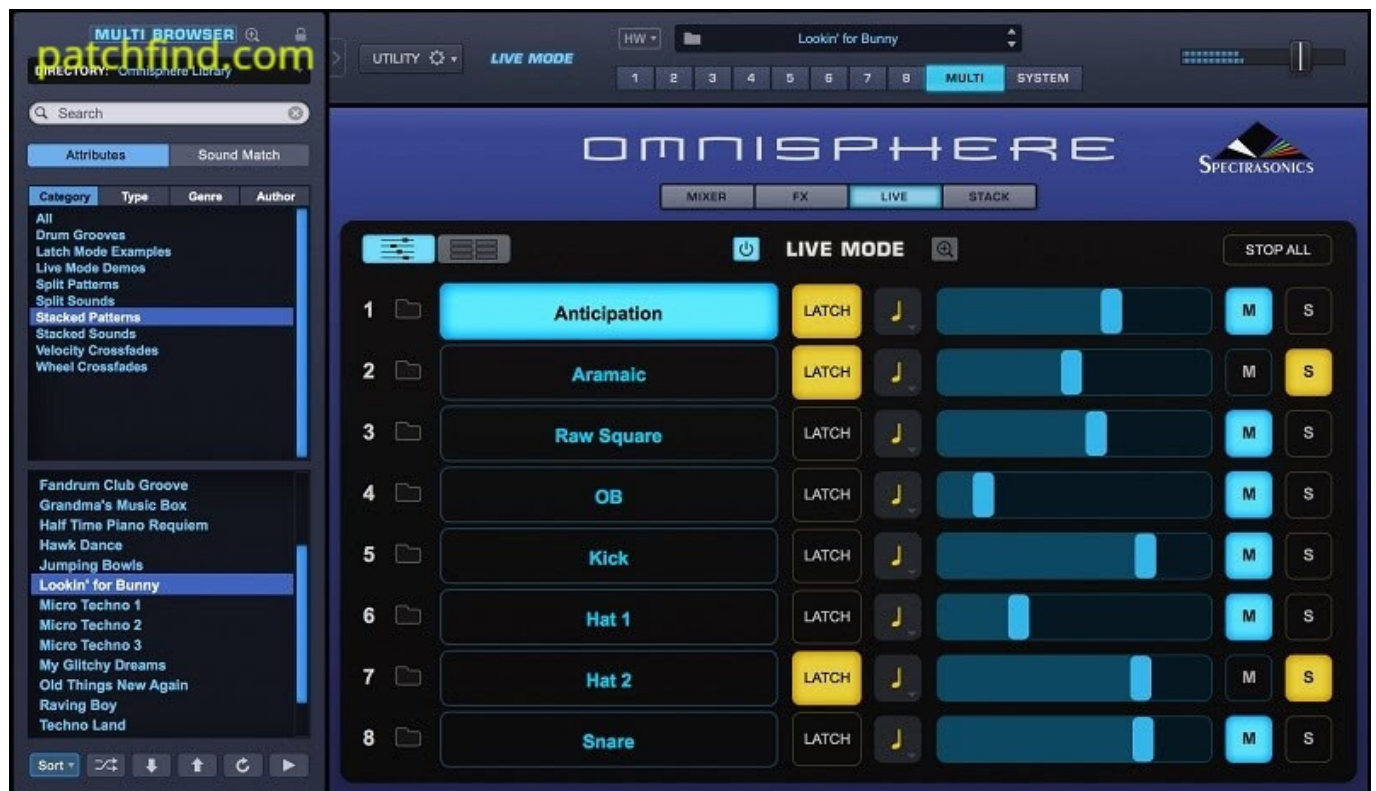 MULTI BROWSER
patchfind.com
DIRECTORY: Omnisphere Library
Search
Attributes Sound Match
Category Type Genre Author
All
Drum Grooves
Latch Mode Examples
Live Mode Demos
Split Patterns
Split Sounds
Stacked Patterns
Stacked Sounds
Velocity Crossfades
Wheel Crossfades
Fandrum Club Groove
Grandma's Music Box
Half Time Piano Requiem
Hawk Dance
Jumping Bowls
Lookin' for Bunny
Micro Techno 1
Micro Techno 2
Micro Techno 3
My Glitchy Dreams
Old Things New Again
Raving Boy
Techno Land
Sort
UTILITY LIVE MODE HW Lookin' for Bunny
1 2 3 4 5 6 7 8 MULTI SYSTEM
OMNISPHERE
SPECTRASONICS
MIXER FX LIVE STACK
LIVE MODE STOP ALL
1 Anticipation LATCH M S
2 Aramaic LATCH M S
3 Raw Square LATCH M S
4 OB LATCH M S
5 Kick LATCH M S
6 Hat 1 LATCH M S
7 Hat 2 LATCH M S
8 Snare LATCH M S